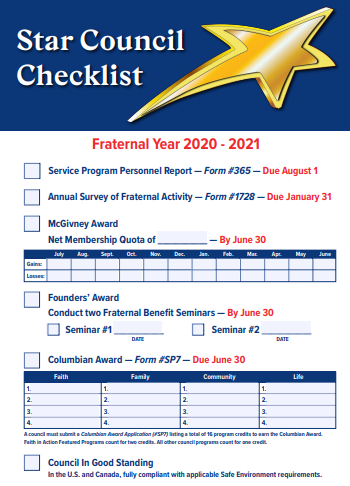 Star Council
Checklist
Fraternal Year 2020 - 2021
Service Program Personnel Report — Form #365 — Due August 1
Annual Survey of Fraternal Activity — Form #1728 — Due January 31
McGivney Award
Net Membership Quota of __________ — By June 30
July Aug. Sept. Oct. Nov. Dec. Jan. Feb. Mar. Apr. May June
Gains:
Losses:
Founders' Award
Conduct two Fraternal Benefit Seminars — By June 30
Seminar #1 __________ Seminar #2 __________
DATE DATE
Columbian Award — Form #SP7 — Due June 30
Faith Family Community Life
1. 1. 1. 1.
2. 2. 2. 2.
3. 3. 3. 3.
4. 4. 4. 4.
A council must submit a Columbian Award Application (#SP7) listing a total of 16 program credits to earn the Columbian Award.
Faith in Action Featured Programs count for two credits. All other council programs count for one credit.
Council In Good Standing
In the U.S. and Canada, fully compliant with applicable Safe Environment requirements.